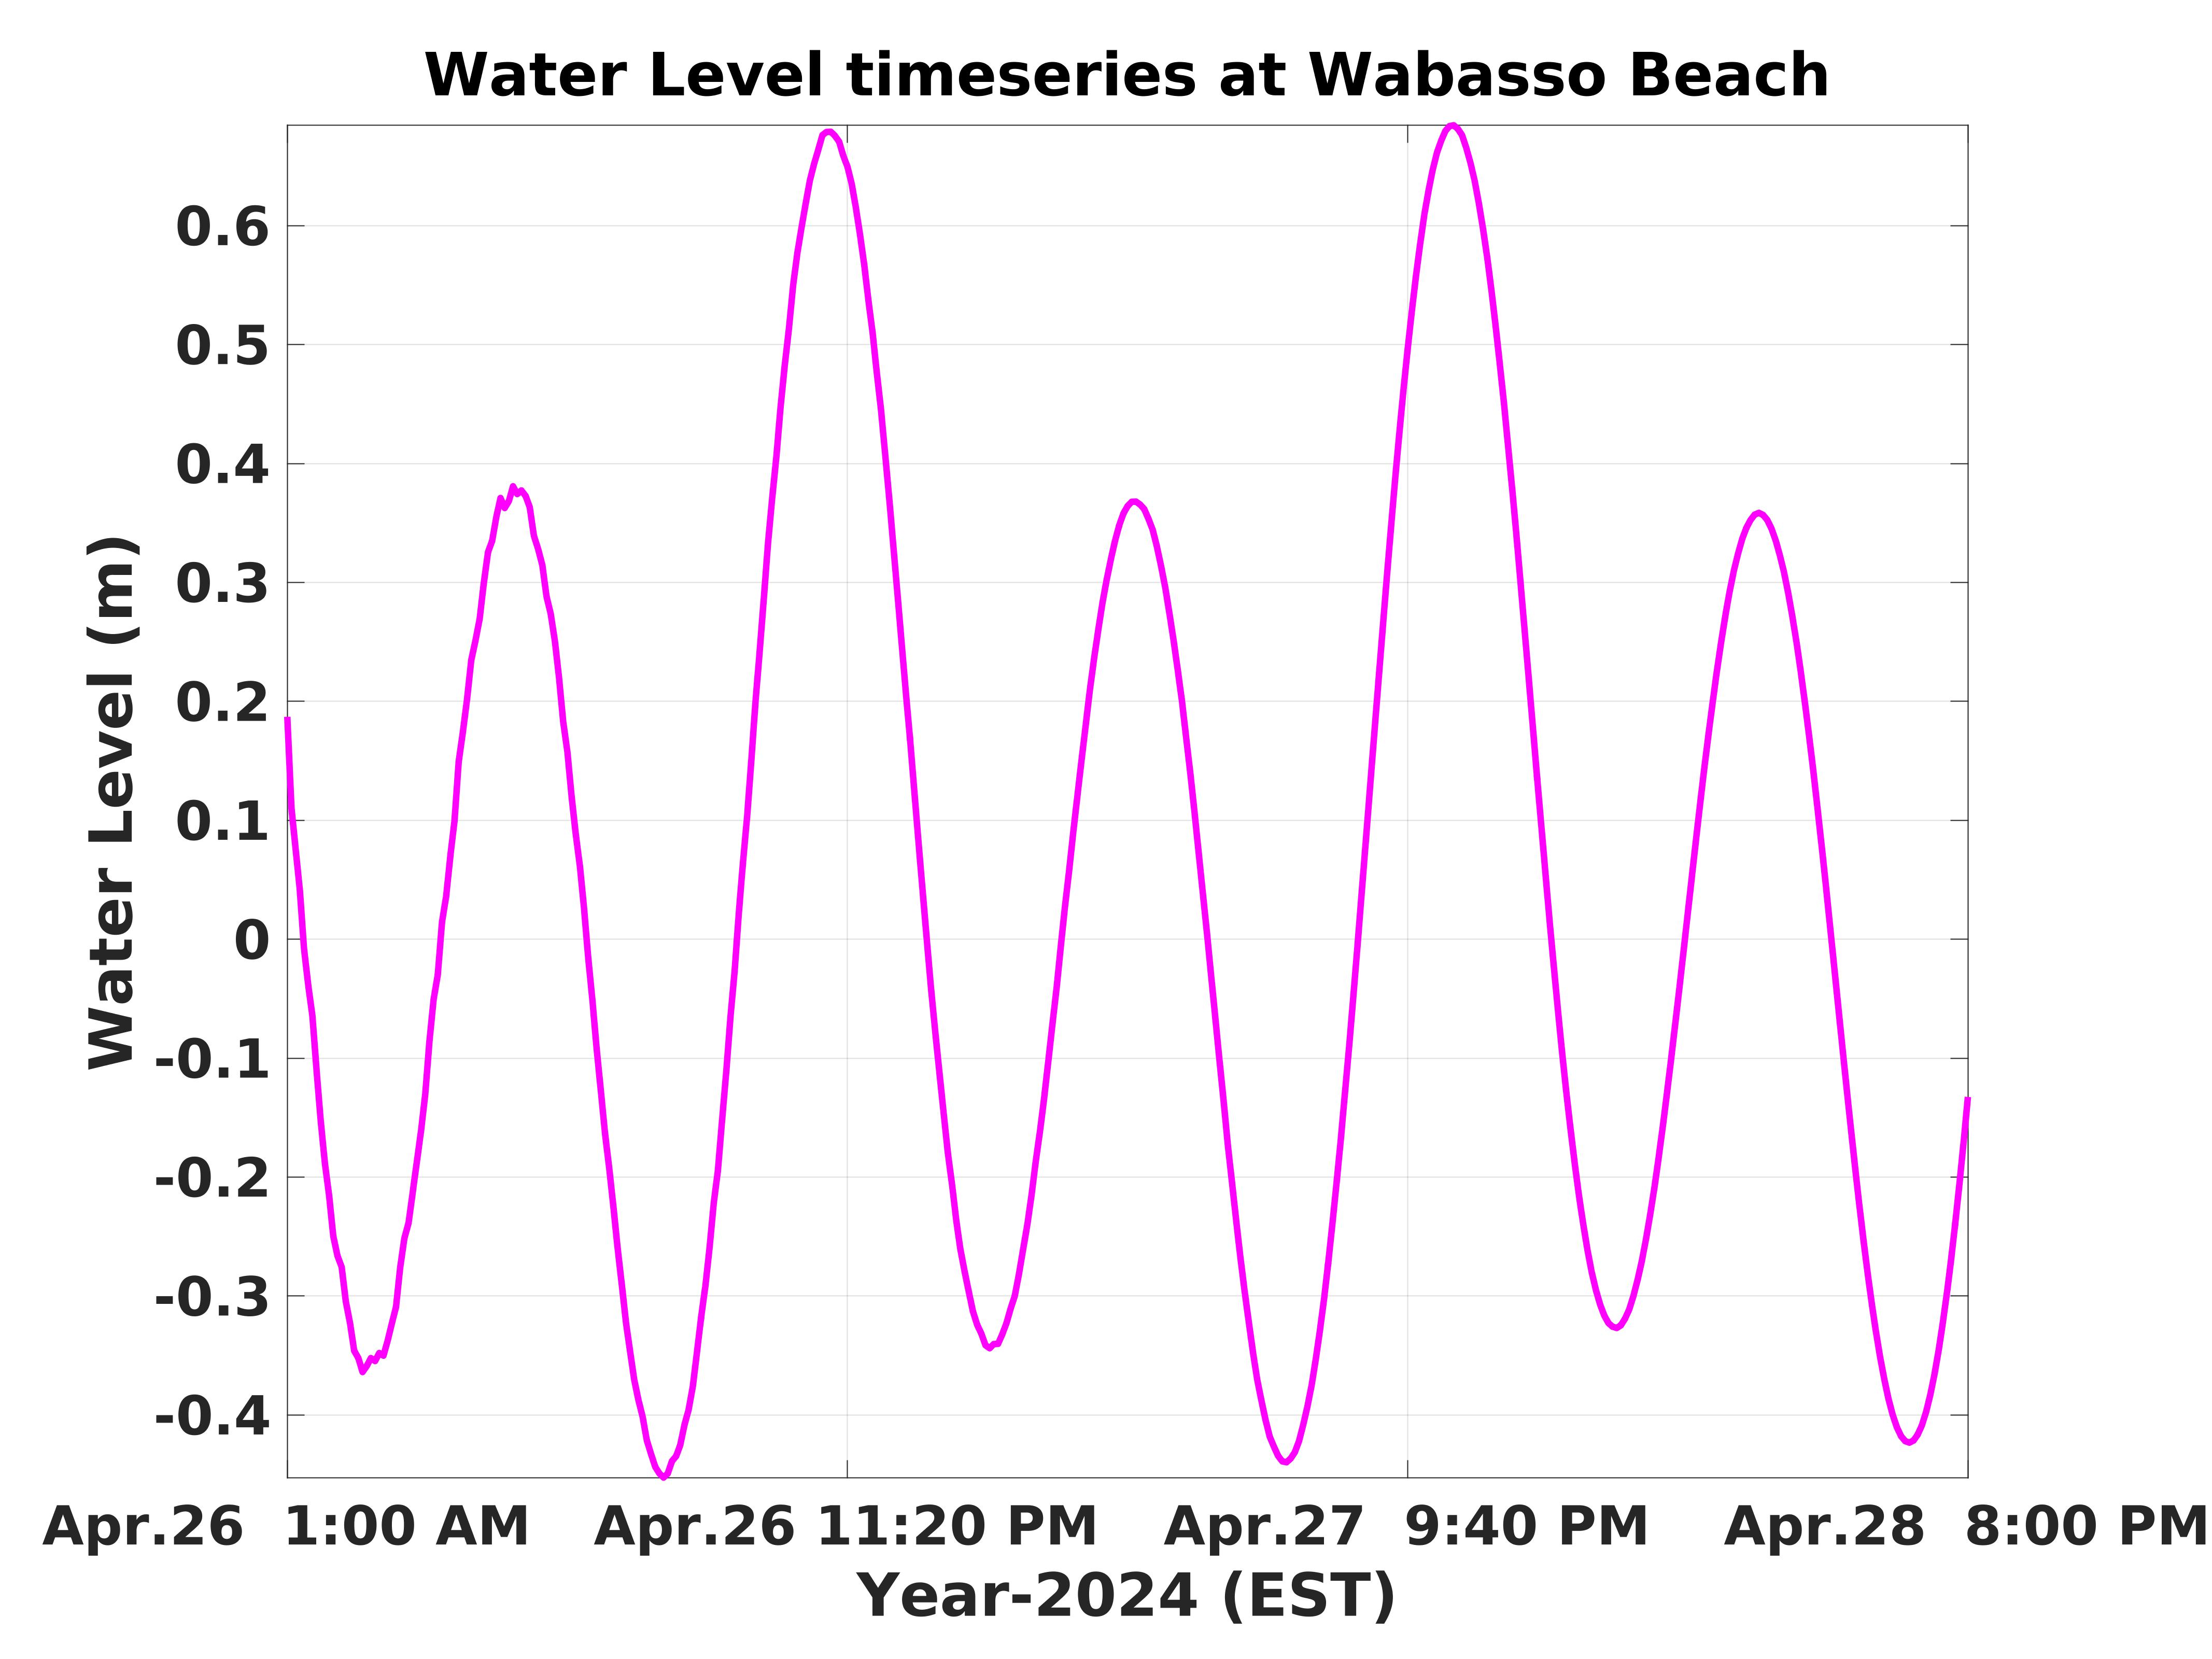 Water Level timeseries at Wabasso Beach
Water Level (m)
0.6
0.5
0.4
0.3
0.2
0.1
0
-0.1
-0.2
-0.3
-0.4
Apr.26 1:00 AM Apr.26 11:20 PM Apr.27 9:40 PM Apr.28 8:00 PM
Year-2024 (EST)